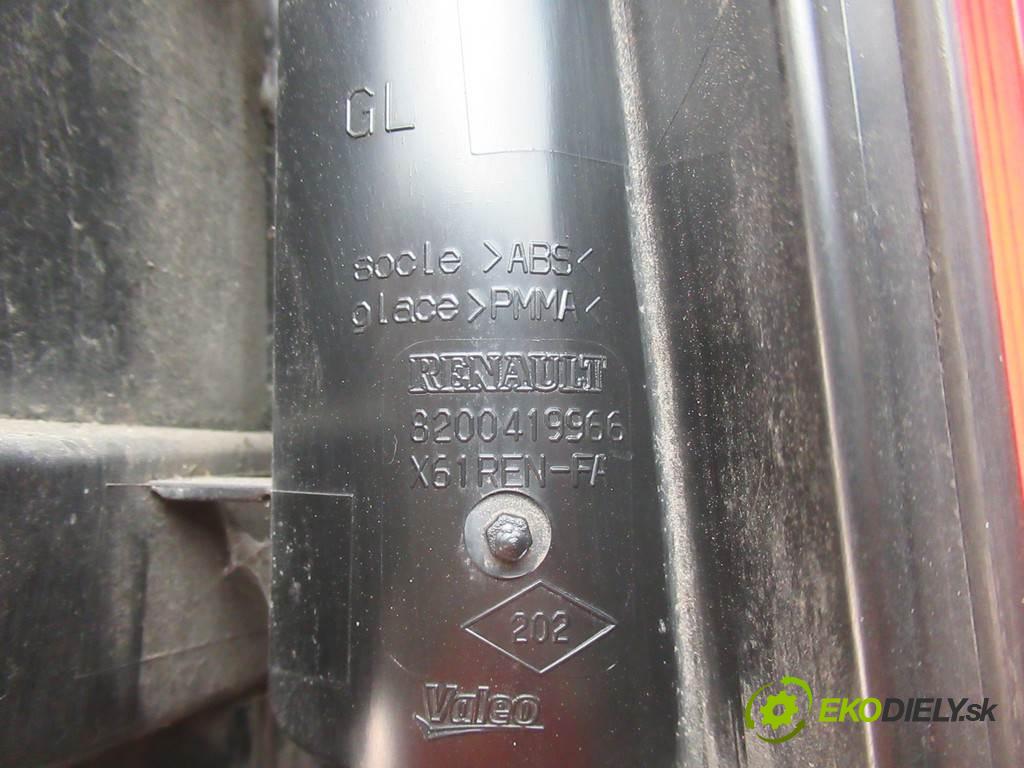 GL
socle >ABS<
glace >PMMA<
RENAULT
8200419966
X61REN-FA
202
Valeo
EKODIELY.sk